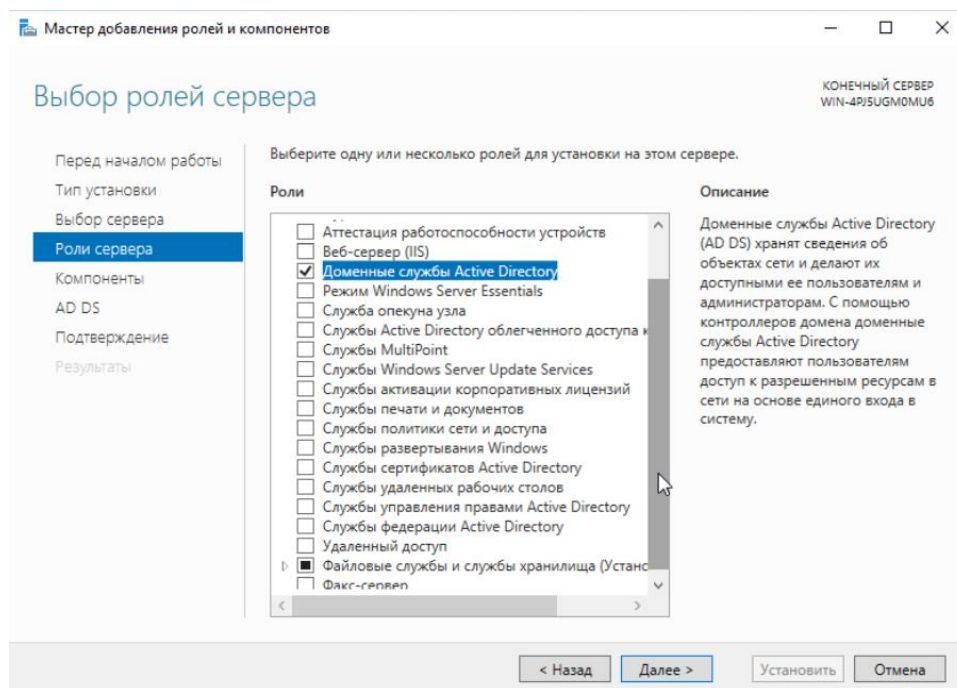 Мастер добавления ролей и компонентов
Выбор ролей сервера
КОНЕЧНЫЙ СЕРВЕР
WIN-4PJ5UGM0MU6
Перед началом работы
Тип установки
Выбор сервера
Роли сервера
Компоненты
AD DS
Подтверждение
Результаты
Выберите одну или несколько ролей для установки на этом сервере.
Роли
Аттестация работоспособности устройств
Веб-сервер (IIS)
Доменные службы Active Directory
Режим Windows Server Essentials
Служба опекуна узла
Службы Active Directory облегченного доступа к
Службы MultiPoint
Службы Windows Server Update Services
Службы активации корпоративных лицензий
Службы печати и документов
Службы политики сети и доступа
Службы развертывания Windows
Службы сертификатов Active Directory
Службы удаленных рабочих столов
Службы управления правами Active Directory
Службы федерации Active Directory
Удаленный доступ
Файловые службы и службы хранилища (Устано
Факс-сервер
Описание
Доменные службы Active Directory
(AD DS) хранят сведения об
объектах сети и делают их
доступными ее пользователям и
администраторам. С помощью
контроллеров домена доменные
службы Active Directory
предоставляют пользователям
доступ к разрешенным ресурсам в
сети на основе единого входа в
систему.
< Назад
Далее >
Установить
Отмена